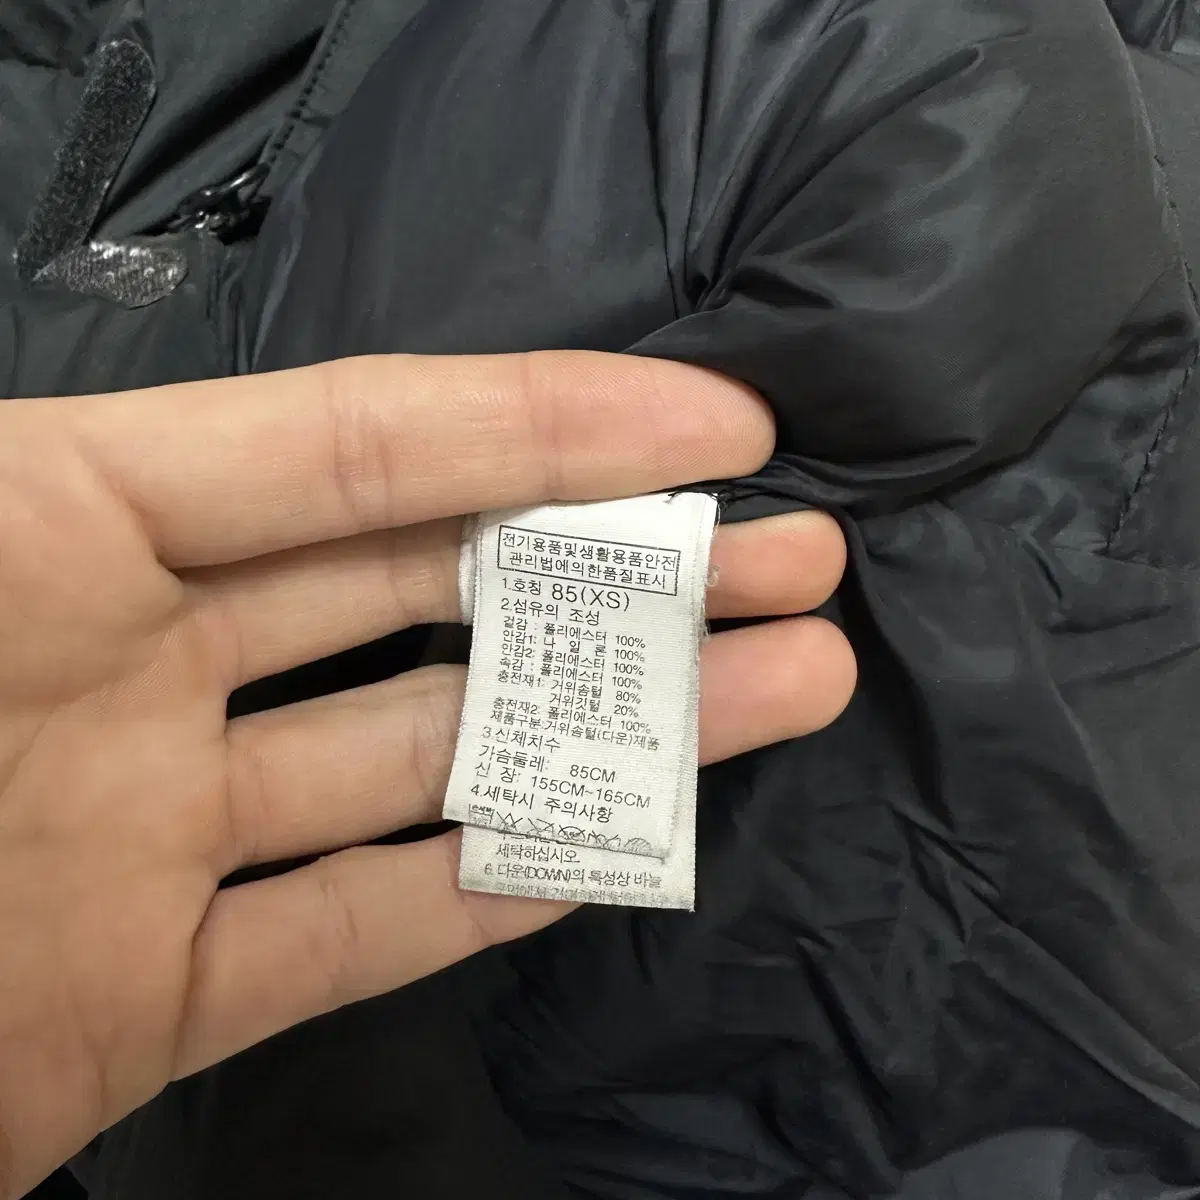 전기용품및생활용품안전
관리법에의한품질표시
1.호칭 85(XS)
2.섬유의 조성
겉감 : 폴리에스터 100%
안감1: 나 일 론 100%
안감2: 폴리에스터 100%
속감 : 폴리에스터 100%
충전재1: 거위솜털 80%
거위깃털 20%
충전재2: 폴리에스터 100%
제품구분:거위솜털(다운)제품
3.신체치수
가슴둘레: 85CM
신 장: 155CM~165CM
4.세탁시 주의사항
세탁하십시오.
6. 다운(DOWN)의 특성상 바늘